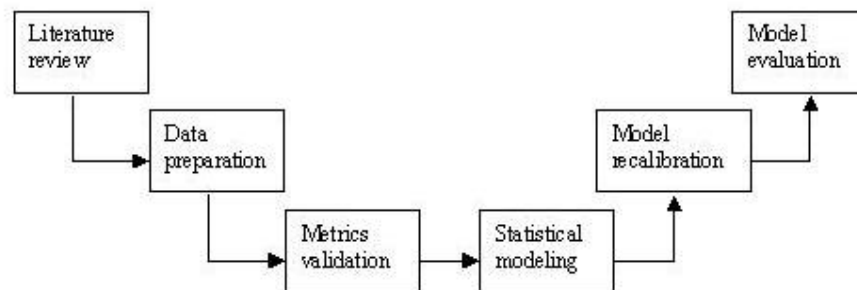 Literature
review
Data
preparation
Metrics
validation
Statistical
modeling
Model
recalibration
Model
evaluation